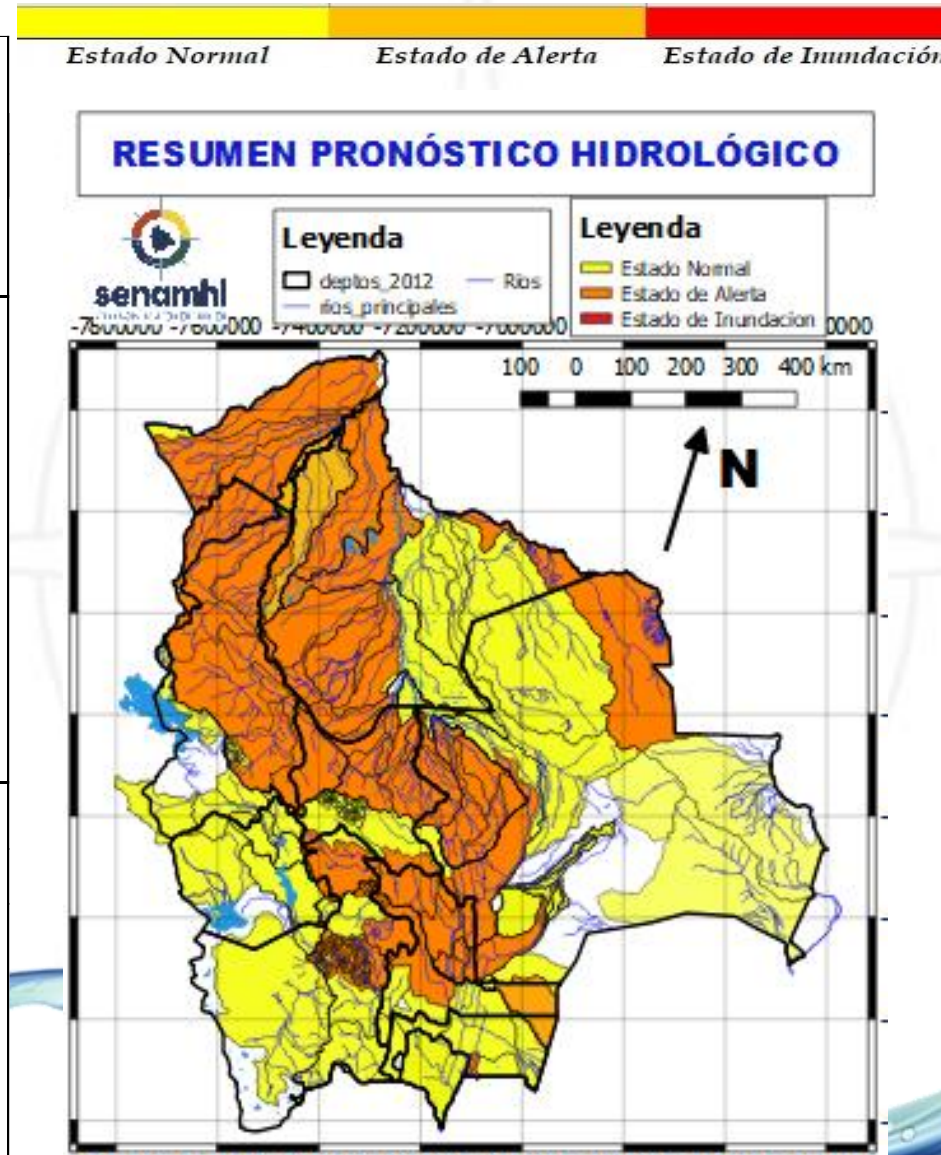 Estado Normal Estado de Alerta Estado de Inundación
RESUMEN PRONÓSTICO HIDROLÓGICO
senamhi
Leyenda
deptos_2012 Rios
rios_principales
Leyenda
Estado Normal
Estado de Alerta
Estado de Inundacion
-7600000 -7400000 -7200000
100 0 100 200 300 400 km
N